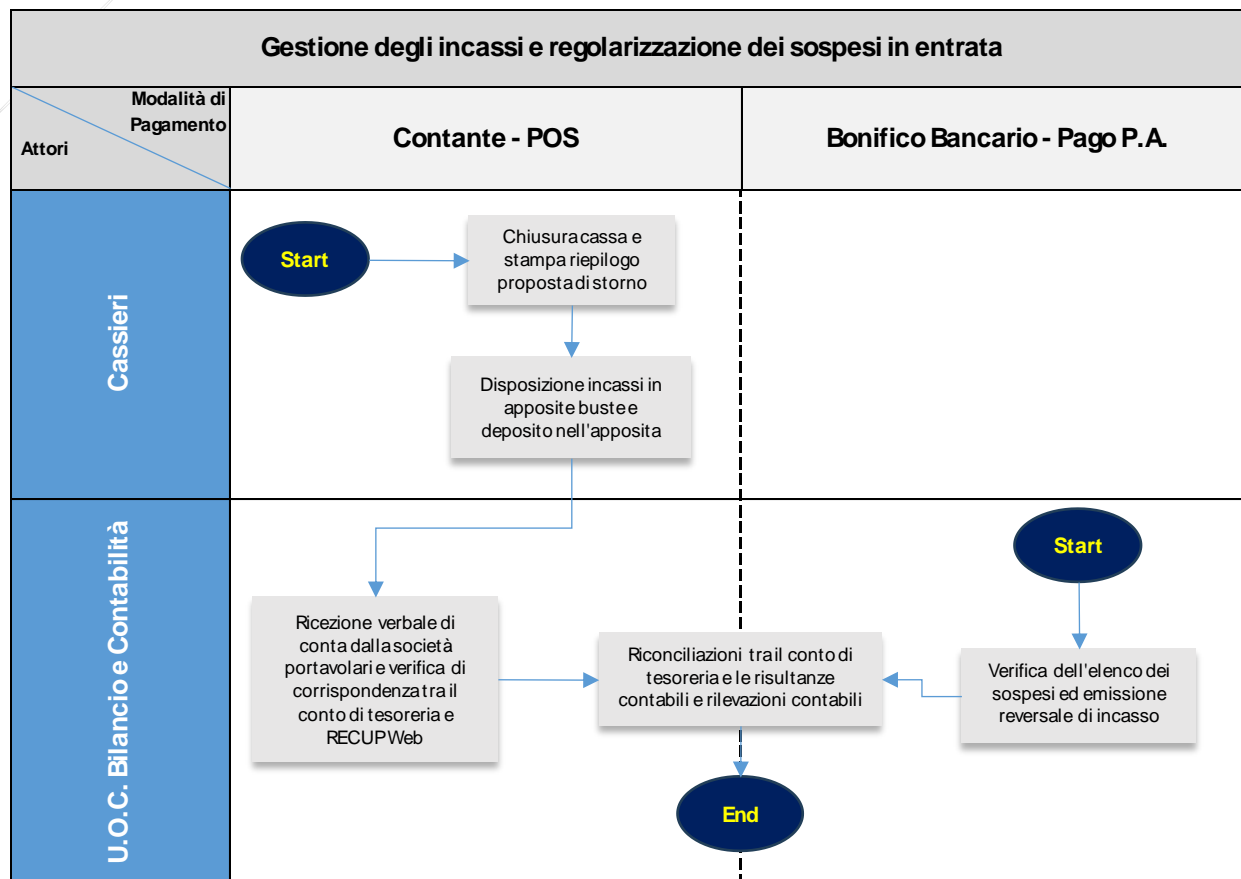 Gestione degli incassi e regolarizzazione dei sospesi in entrata
Modalità di
Pagamento
Attori
Contante - POS
Bonifico Bancario - Pago P.A.
Cassieri
Start
Chiusura cassa e
stampa riepilogo
proposta di storno
Disposizione incassi in
apposite buste e
deposito nell'apposita
U.O.C. Bilancio e Contabilità
Start
Ricezione verbale di
conta dalla società
portavolari e verifica di
corrispondenza tra il
conto di tesoreria e
RECUP Web
Riconciliazioni tra il conto di
tesoreria e le risultanze
contabili e rilevazioni contabili
Verifica dell'elenco dei
sospesi ed emissione
reversale di incasso
End